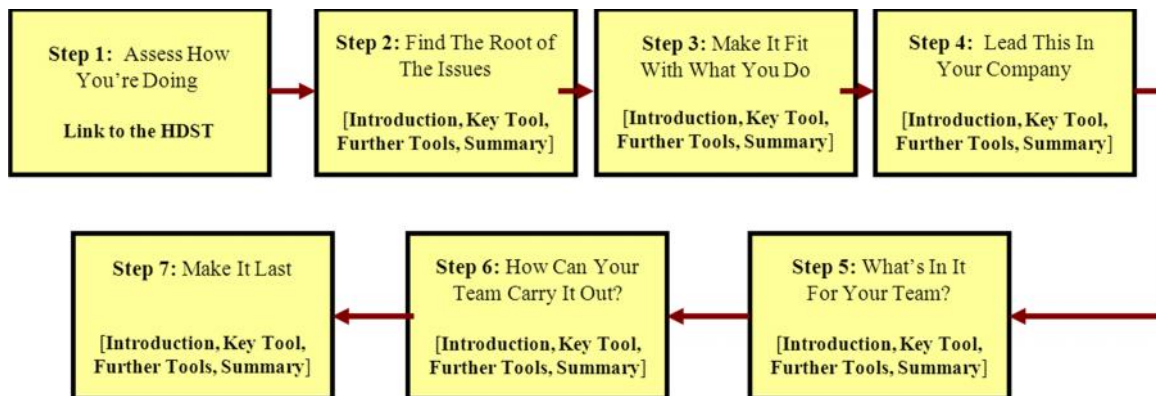 Step 1: Assess How
You're Doing
Link to the HDST
Step 2: Find The Root of
The Issues
[Introduction, Key Tool,
Further Tools, Summary]
Step 3: Make It Fit
With What You Do
[Introduction, Key Tool,
Further Tools, Summary]
Step 4: Lead This In
Your Company
[Introduction, Key Tool,
Further Tools, Summary]
Step 5: What's In It
For Your Team?
[Introduction, Key Tool,
Further Tools, Summary]
Step 6: How Can Your
Team Carry It Out?
[Introduction, Key Tool,
Further Tools, Summary]
Step 7: Make It Last
[Introduction, Key Tool,
Further Tools, Summary]